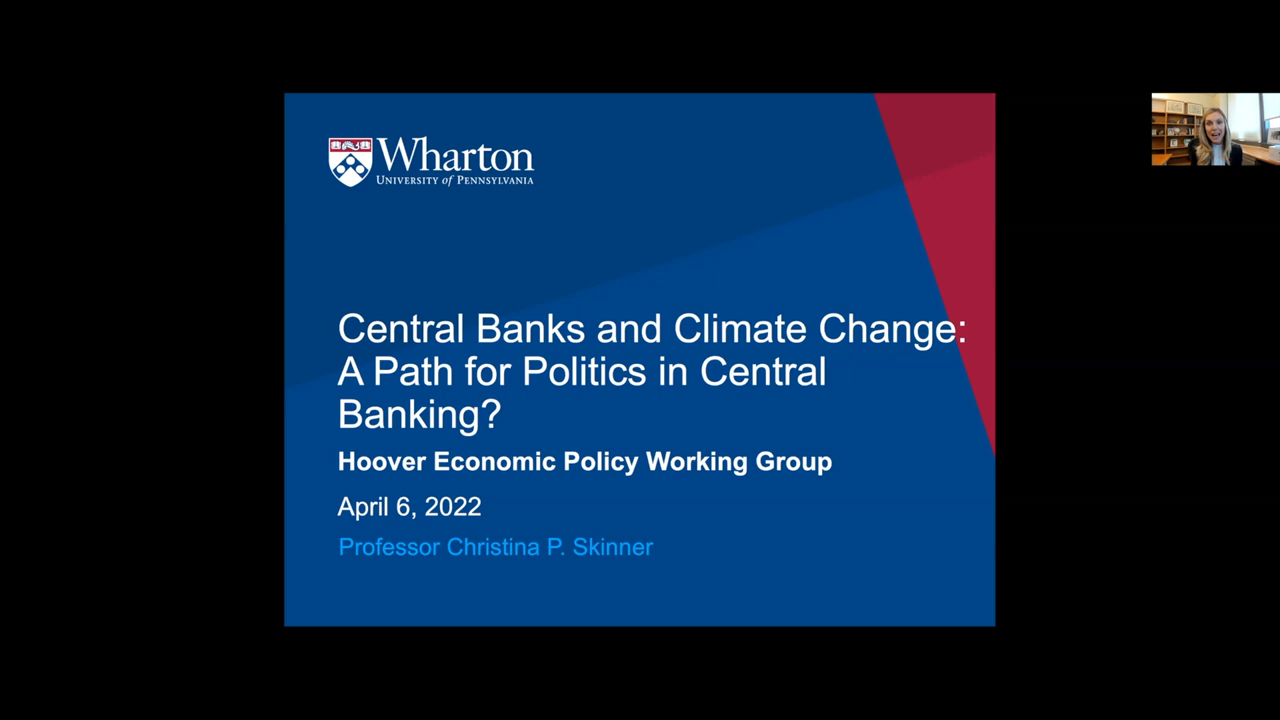 Wharton
UNIVERSITY of PENNSYLVANIA
Central Banks and Climate Change:
A Path for Politics in Central
Banking?
Hoover Economic Policy Working Group
April 6, 2022
Professor Christina P. Skinner